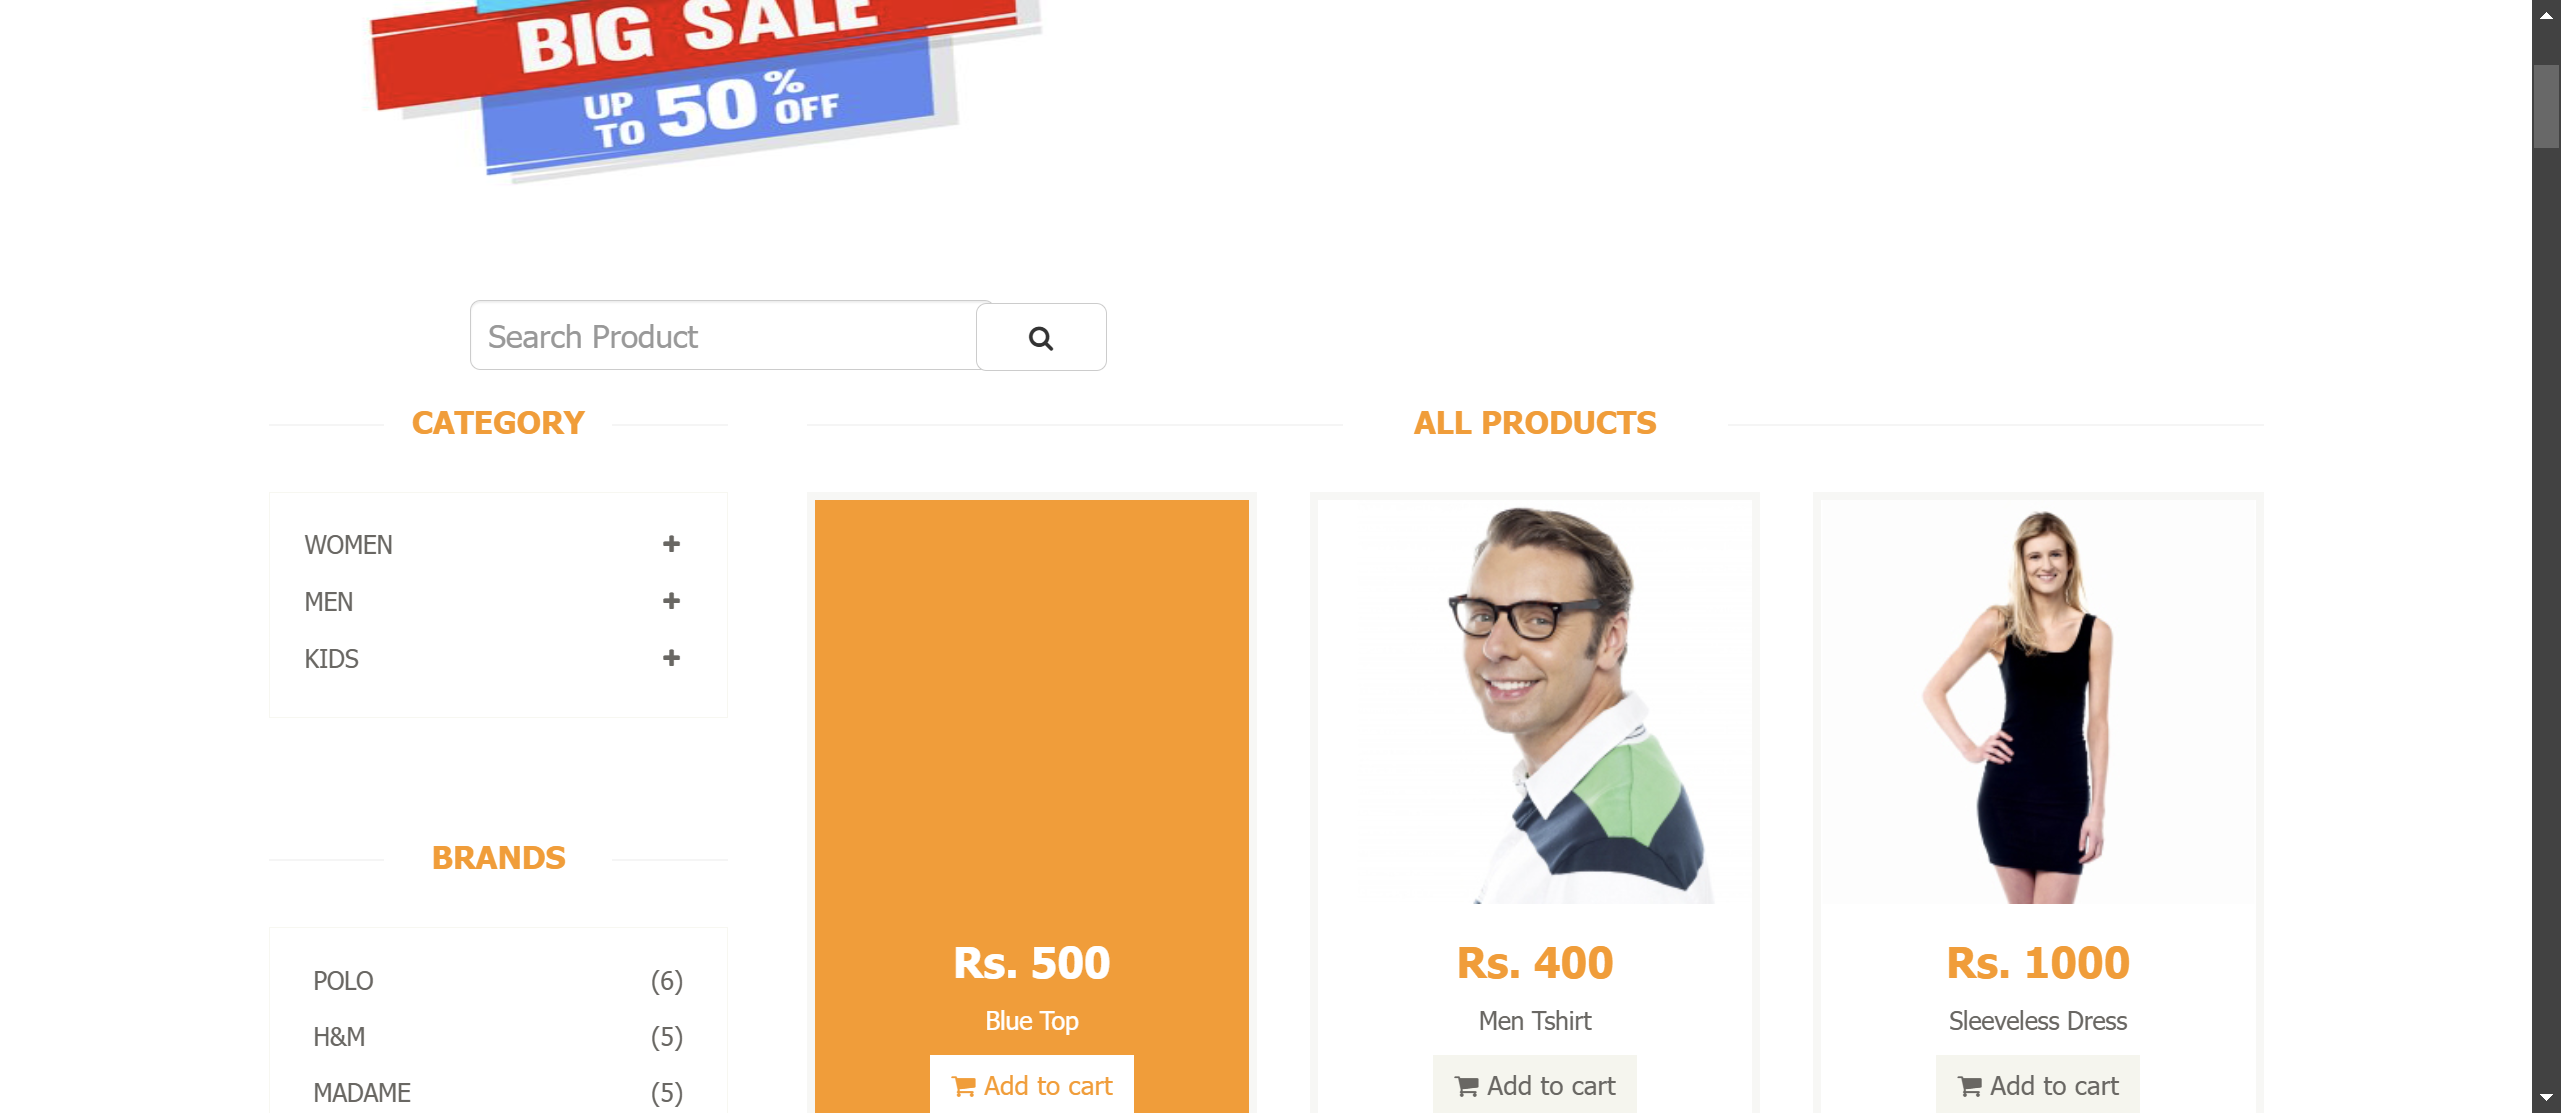 BIG SALE
UP TO 50% OFF
Search Product
CATEGORY
WOMEN
MEN
KIDS
BRANDS
POLO (6)
H&M (5)
MADAME (5)
ALL PRODUCTS
Rs. 500
Blue Top
Add to cart
Rs. 400
Men Tshirt
Add to cart
Rs. 1000
Sleeveless Dress
Add to cart